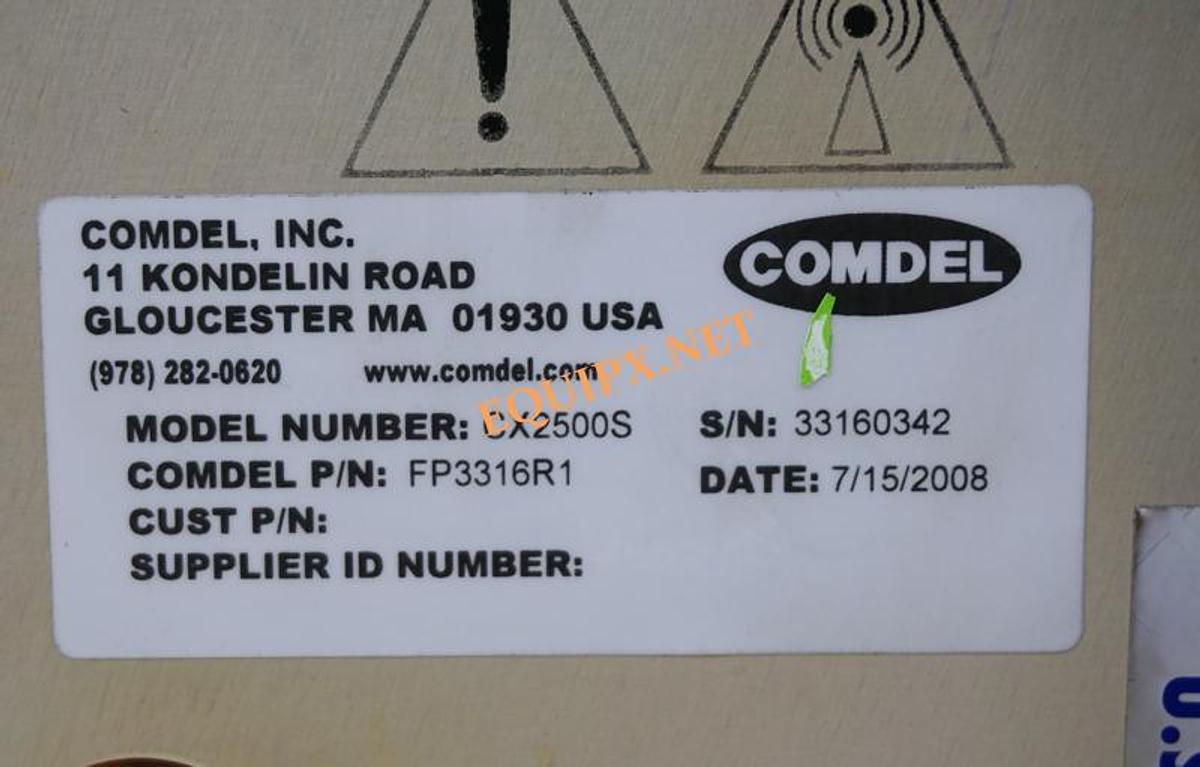 COMDEL, INC.
11 KONDELIN ROAD
GLOUCESTER MA 01930 USA
(978) 282-0620 www.comdel.com
COMDEL
EQUIPX.NET
MODEL NUMBER: CX2500S S/N: 33160342
COMDEL P/N: FP3316R1 DATE: 7/15/2008
CUST P/N:
SUPPLIER ID NUMBER: